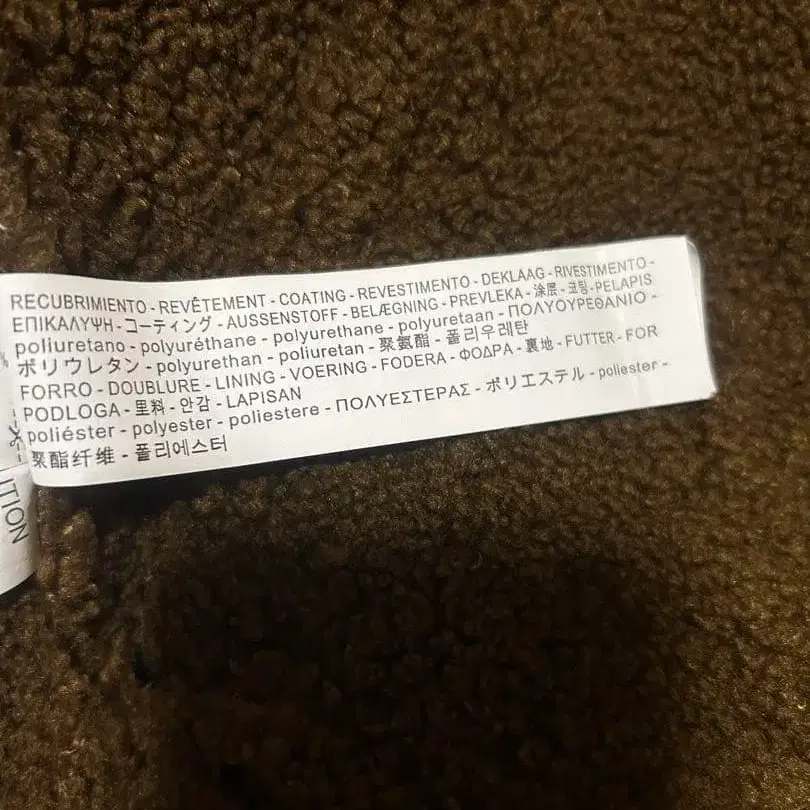 RECUBRIMIENTO - REVÊTEMENT - COATING - REVESTIMENTO - DEKLAAG - RIVESTIMENTO -
ΕΠΙΚΑΛΥΨΗ - コーティング - AUSSENSTOFF - BELÆGNING - PREVLEKA - 涂层 - 코팅 - PELAPIS
poliuretano - polyuréthane - polyurethane - polyuretaan - ΠΟΛΥΟΥΡΕΘΑΝΙΟ -
ポリウレタン - polyurethan - poliuretan - 聚氨酯 - 폴리우레탄
FORRO - DOUBLURE - LINING - VOERING - FODERA - ΦΟΔΡΑ - 裏地 - FUTTER - FOR
PODLOGA - 里料 - 안감 - LAPISAN
poliéster - polyester - poliestere - ΠΟΛΥΕΣΤΕΡΑΣ - ポリエステル - poliester -
聚酯纤维 - 폴리에스터
%
ITION